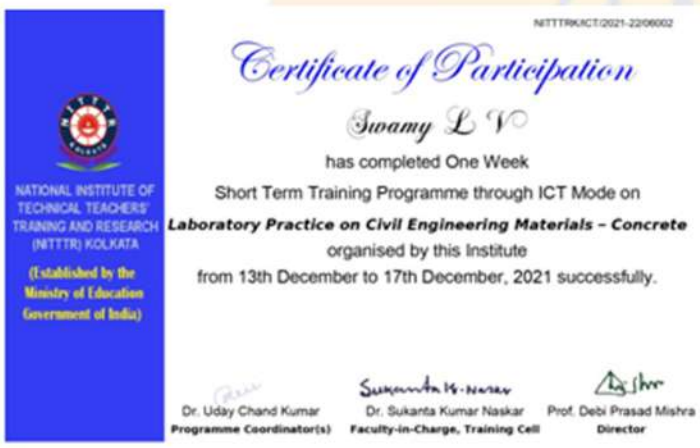 NITTTRK/ICT/2021-22/06002
Certificate of Participation
Swamy L V
has completed One Week
Short Term Training Programme through ICT Mode on
Laboratory Practice on Civil Engineering Materials – Concrete
organised by this Institute
from 13th December to 17th December, 2021 successfully.
NITTTR
KOLKATA
NATIONAL INSTITUTE OF
TECHNICAL TEACHERS'
TRAINING AND RESEARCH
(NITTTR) KOLKATA
(Established by the
Ministry of Education
Government of India)
Sukanta K. Naskar
Dr. Uday Chand Kumar
Programme Coordinator(s)
Dr. Sukanta Kumar Naskar
Faculty-in-Charge, Training Cell
Prof. Debi Prasad Mishra
Director